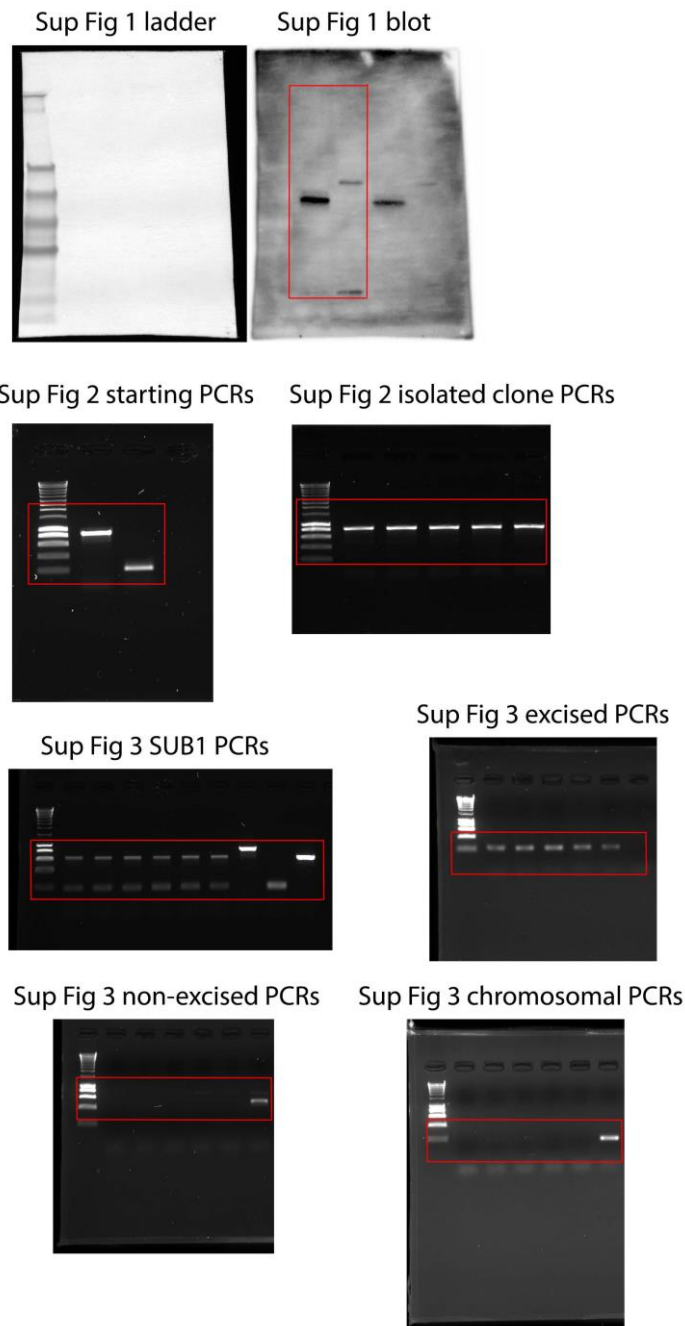 Sup Fig 1 ladder
Sup Fig 1 blot
Sup Fig 2 starting PCRs
Sup Fig 2 isolated clone PCRs
Sup Fig 3 excised PCRs
Sup Fig 3 SUB1 PCRs
Sup Fig 3 non-excised PCRs
Sup Fig 3 chromosomal PCRs